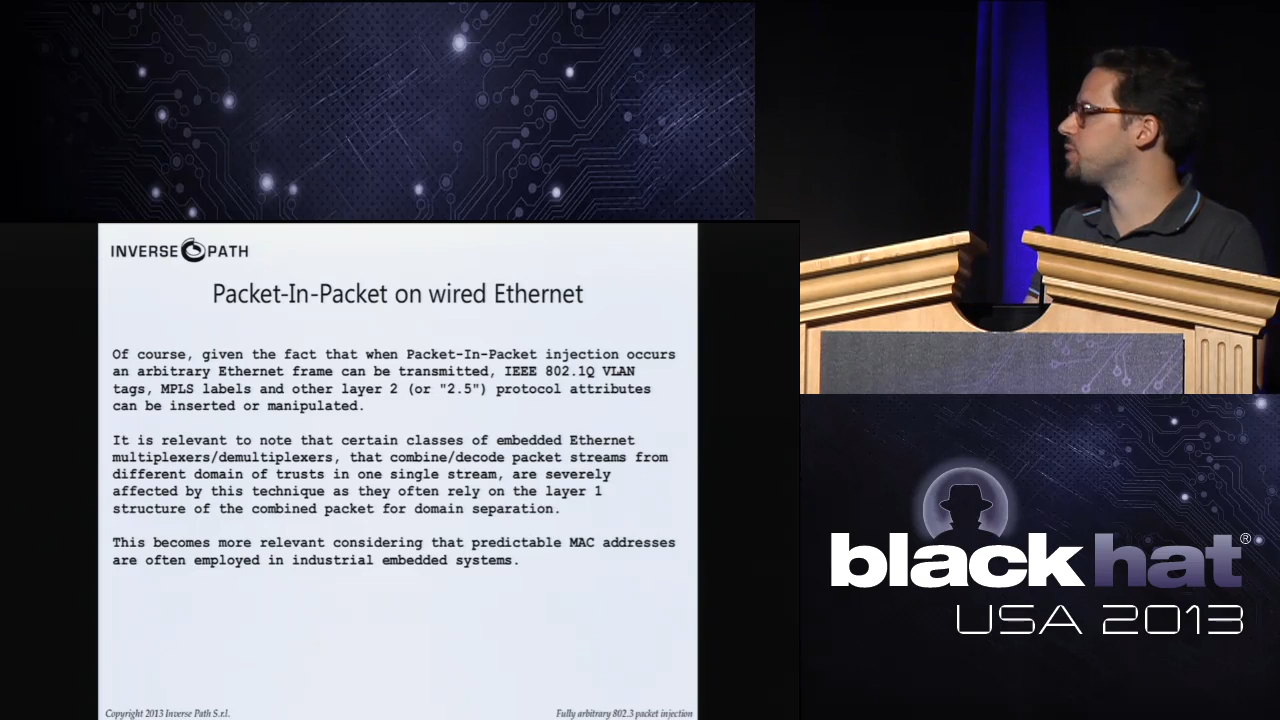 INVERSE PATH
Packet-In-Packet on wired Ethernet
Of course, given the fact that when Packet-In-Packet injection occurs
an arbitrary Ethernet frame can be transmitted, IEEE 802.1Q VLAN
tags, MPLS labels and other layer 2 (or "2.5") protocol attributes
can be inserted or manipulated.
It is relevant to note that certain classes of embedded Ethernet
multiplexers/demultiplexers, that combine/decode packet streams from
different domain of trusts in one single stream, are severely
affected by this technique as they often rely on the layer 1
structure of the combined packet for domain separation.
This becomes more relevant considering that predictable MAC addresses
are often employed in industrial embedded systems.
Copyright 2013 Inverse Path S.r.l.
Fully arbitrary 802.3 packet injection
blackhat®
USA 2013